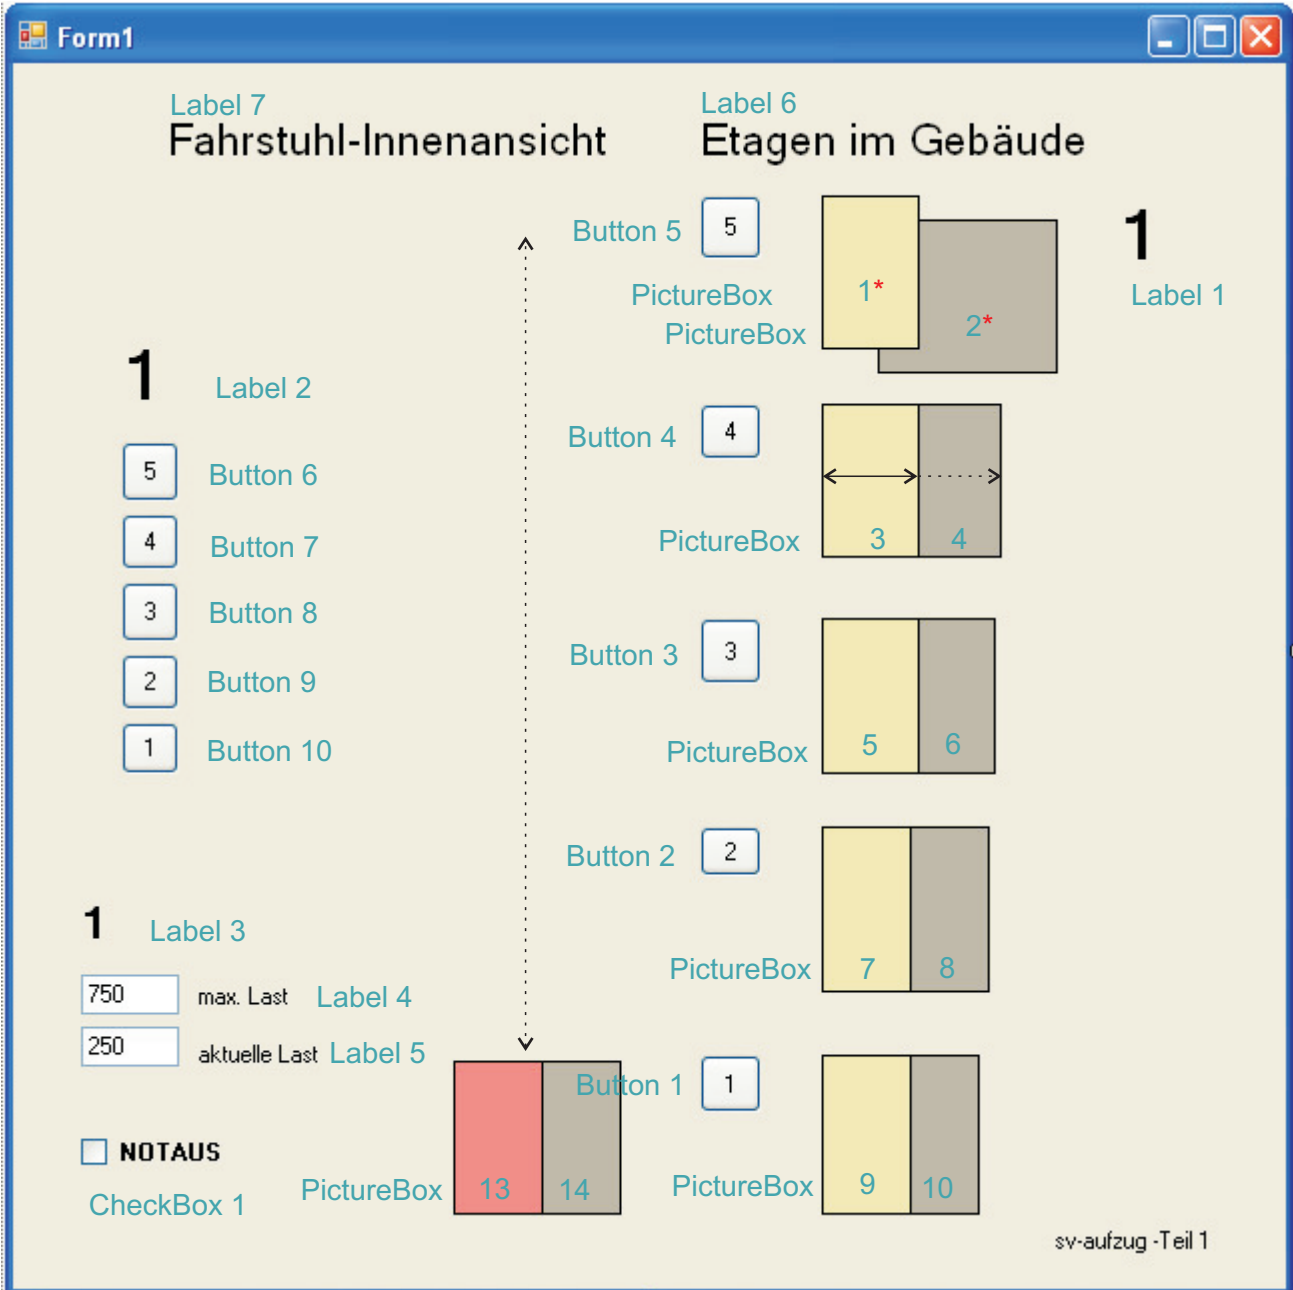 Form1
Label 7
Fahrstuhl-Innenansicht
Label 6
Etagen im Gebäude
Button 5
5
1*
2*
PictureBox
PictureBox
1
Label 1
1
Label 2
5
Button 6
4
Button 7
3
Button 8
2
Button 9
1
Button 10
Button 4
4
PictureBox
3
4
Button 3
3
PictureBox
5
6
Button 2
2
PictureBox
7
8
1
Label 3
750
max. Last
Label 4
250
aktuelle Last
Label 5
NOTAUS
CheckBox 1
PictureBox
13
14
Button 1
1
PictureBox
9
10
sv-aufzug -Teil 1